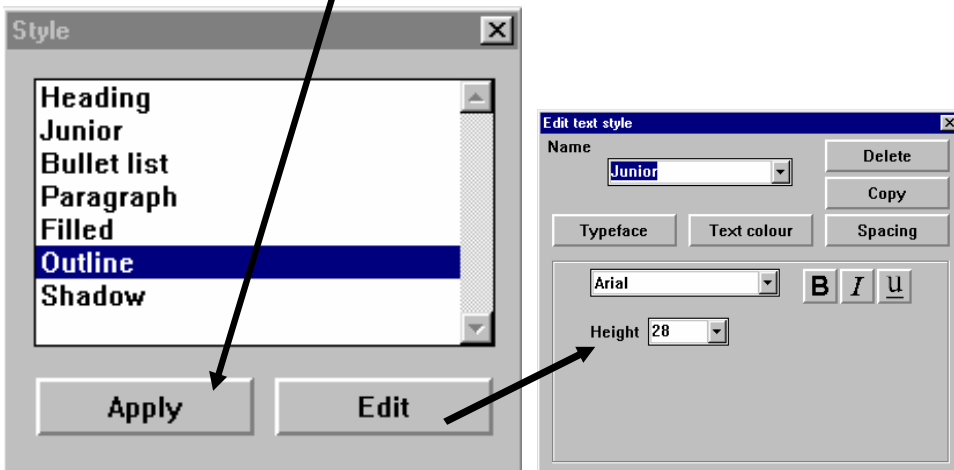 Style
Heading
Junior
Bullet list
Paragraph
Filled
Outline
Shadow
Apply Edit
Edit text style
Name
Junior
Delete
Copy
Typeface Text colour Spacing
Arial B I u
Height 28